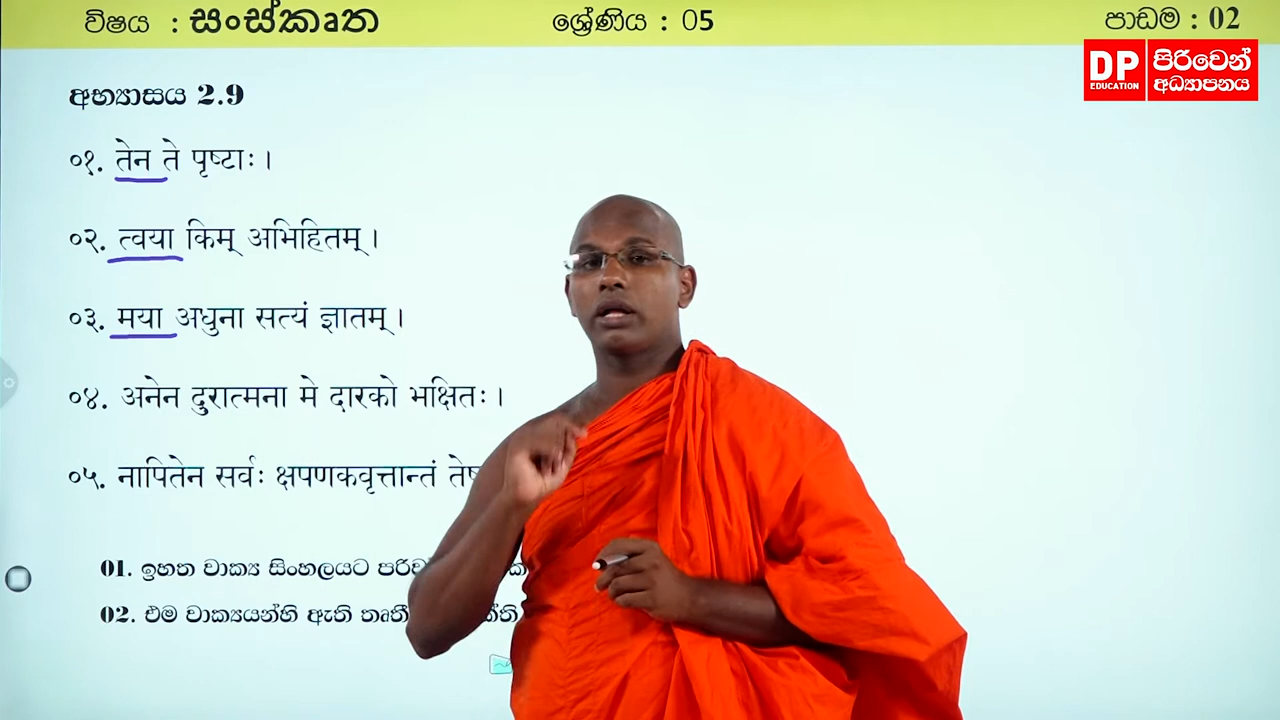 විෂය : සංස්කෘත
ශ්‍රේණිය : 05
පාඩම : 02
DP
EDUCATION
පිරිවෙන්
අධ්‍යාපනය
අභ්‍යාසය 2.9
०१. तेन ते पृष्टाः।
०२. त्वया किम् अभिहितम्।
०३. मया अधुना सत्यं ज्ञातम्।
०४. अनेन दुरात्मना मे दारको भक्षितः।
०५. नापितेन सर्वः क्षपणकवृत्तान्तं
01. ඉහත වාක්‍ය සිංහලයට
02. එම වාක්‍යයන්හි ඇති